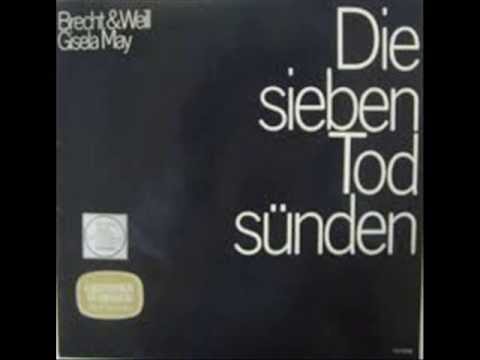 Brecht & Weill
Gisela May
Die
sieben
Tod
sünden